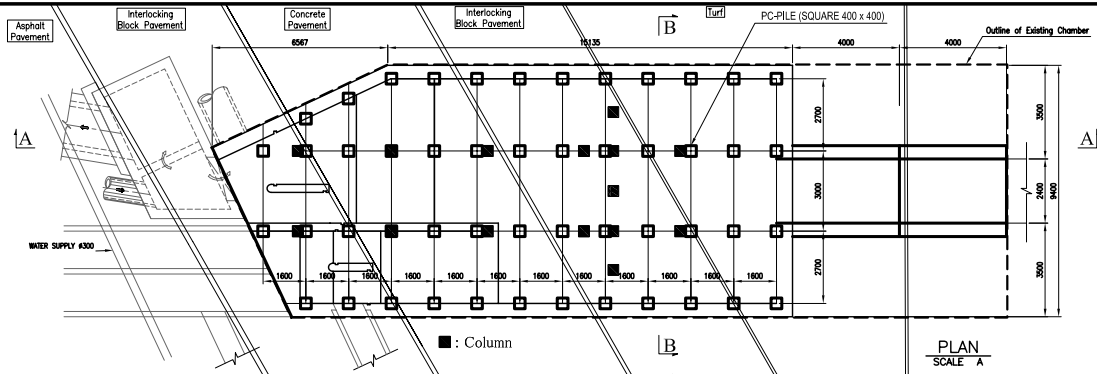 Asphalt
Pavement
Interlocking
Block Pavement
Concrete
Pavement
Interlocking
Block Pavement
B
Turf
PC-PILE (SQUARE 400 x 400)
Outline of Existing Chamber
6567
15135
4000
4000
A
A
2700
3000
2700
3500
2400
3500
9400
WATER SUPPLY ø300
1600
1600
1600
1600
1600
1600
1600
1600
1600
1600
1600
1600
: Column
B
PLAN
SCALE A